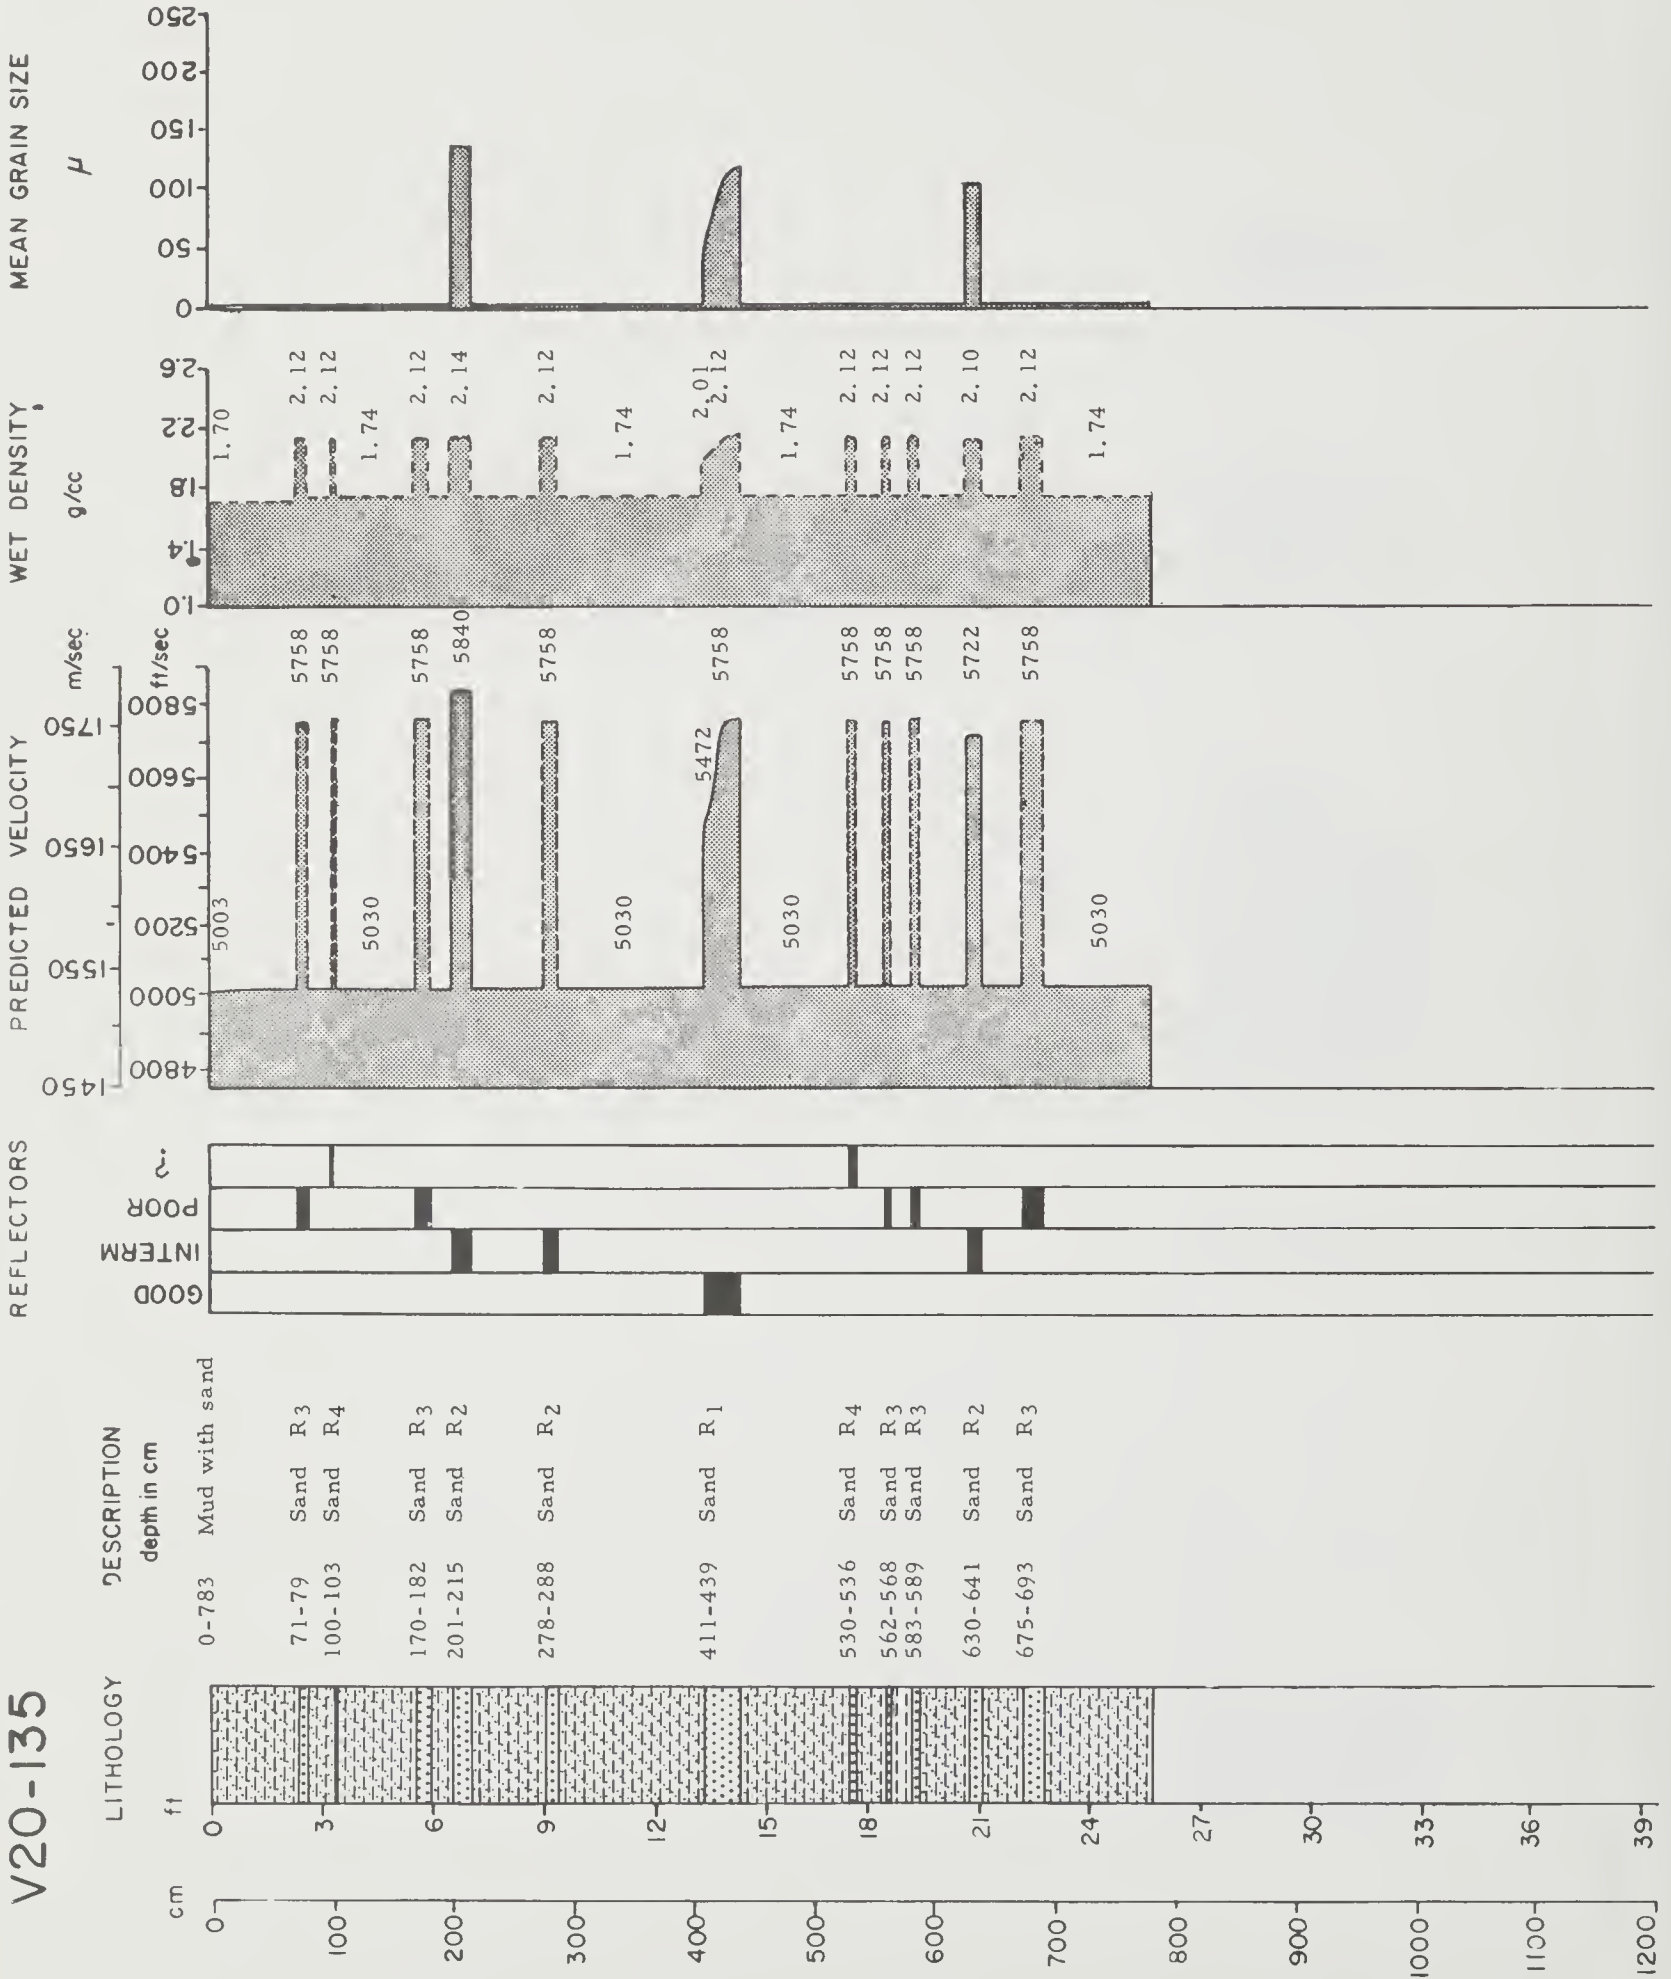 V20-135
cm
0
100
200
300
400
500
600
700
800
900
1000
1100
1200
LITHOLOGY
ft
0
3
6
9
12
15
18
21
24
27
30
33
36
39
DESCRIPTION
depth in cm
0-783 Mud with sand
71-79 Sand R3
100-103 Sand R4
170-182 Sand R3
201-215 Sand R2
278-288 Sand R2
411-439 Sand R1
530-536 Sand R4
562-568 Sand R3
583-589 Sand R3
630-641 Sand R2
675-693 Sand R3
REFLECTORS
GOOD
INTERM
POOR
?
PREDICTED VELOCITY
m/sec
1450
1550
1650
1750
ft/sec
4800
5000
5200
5400
5600
5800
5003
5758
5758
5030
5758
5840
5758
5030
5472
5758
5030
5758
5758
5758
5722
5758
5030
WET DENSITY
g/cc
1.0
1.4
1.8
2.2
2.6
1.70
2.12
2.12
1.74
2.12
2.14
2.12
1.74
2.01
2.12
1.74
2.12
2.12
2.12
2.10
2.12
1.74
MEAN GRAIN SIZE
μ
0
50
100
150
200
250